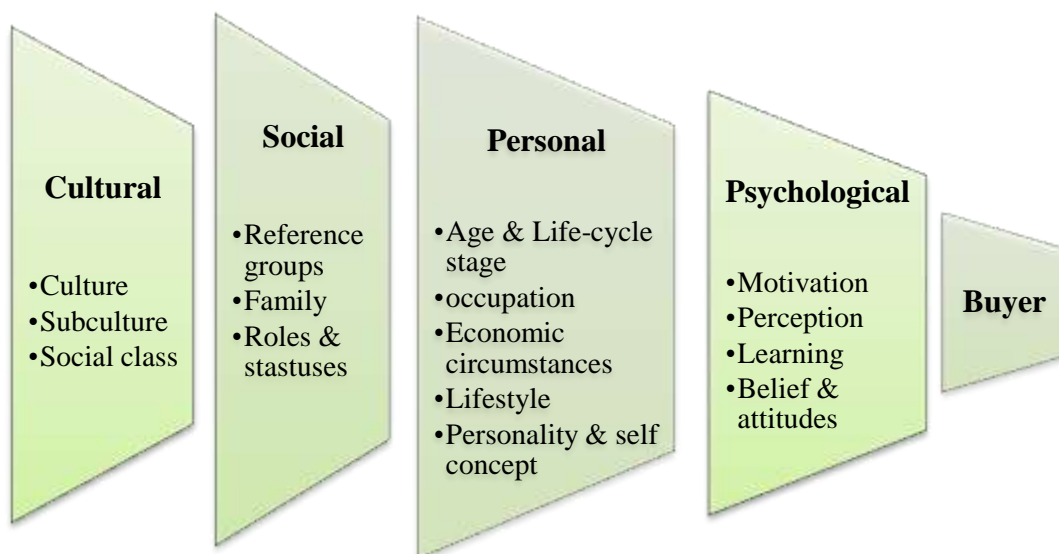 Cultural
•Culture
•Subculture
•Social class
Social
•Reference
groups
•Family
•Roles &
stastuses
Personal
•Age & Life-cycle
stage
•occupation
•Economic
circumstances
•Lifestyle
•Personality & self
concept
Psychological
•Motivation
•Perception
•Learning
•Belief &
attitudes
Buyer